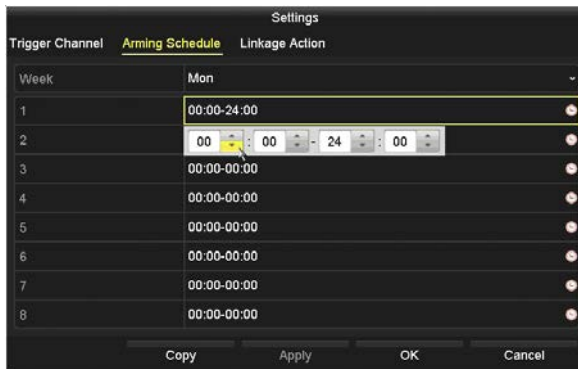 Settings
Trigger Channel Arming Schedule Linkage Action
Week Mon
1 00:00-24:00
2 00 : 00 - 24 : 00
3 00:00-00:00
4 00:00-00:00
5 00:00-00:00
6 00:00-00:00
7 00:00-00:00
8 00:00-00:00
Copy Apply OK Cancel